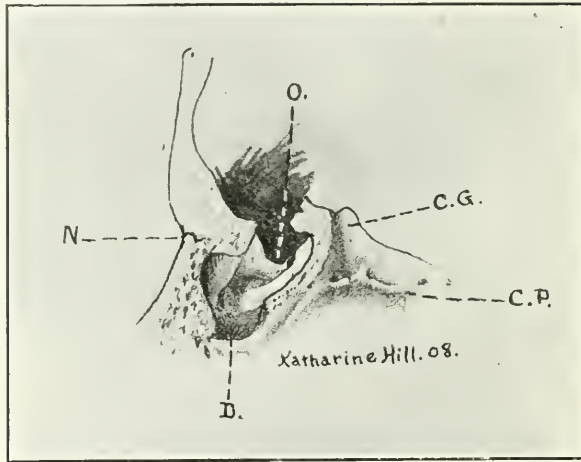 O.
C.G.
N
C.P.
Katharine Hill. 08.
D.